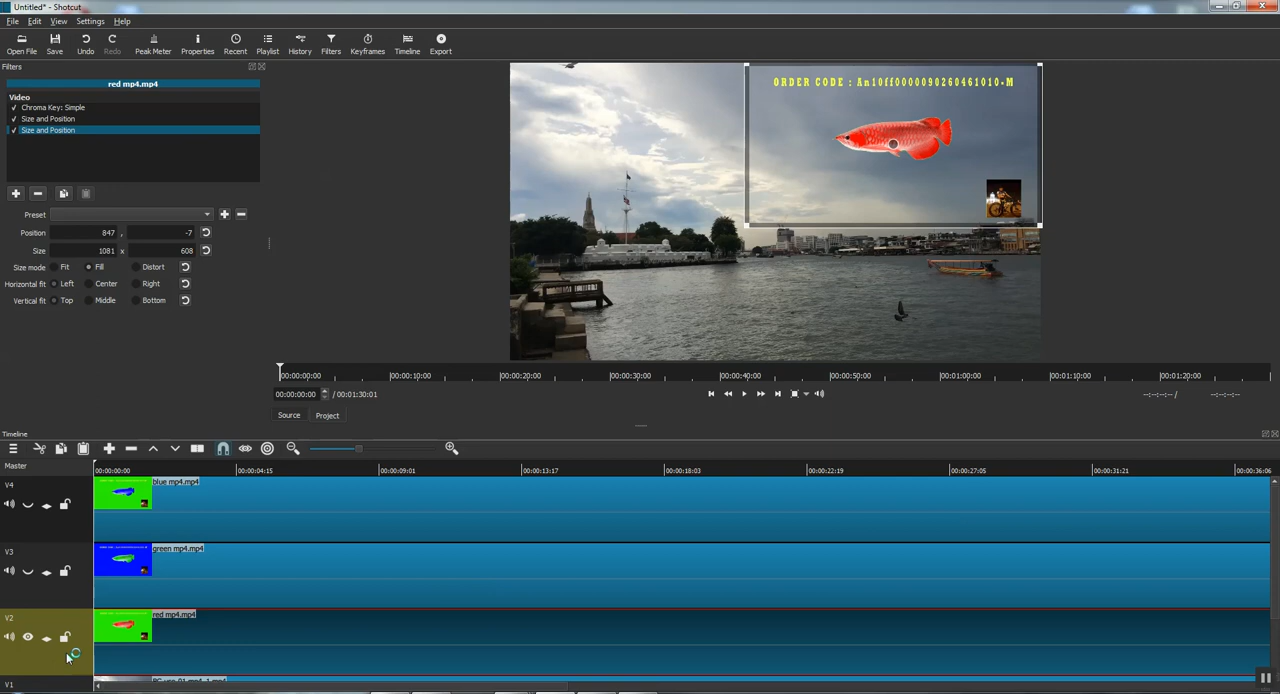 Untitled* - Shotcut
File Edit View Settings Help
Open File Save Undo Redo Peak Meter Properties Recent Playlist History Filters Keyframes Timeline Export
Filters
red mp4.mp4
Video
✓ Chroma Key: Simple
✓ Size and Position
✓ Size and Position
Preset
Position 847 , -7
Size 1081 x 608
Size mode Fit Fill Distort
Horizontal fit Left Center Right
Vertical fit Top Middle Bottom
ORDER CODE : An10ff0000090260461010-M
00:00:00:00 00:00:10:00 00:00:20:00 00:00:30:00 00:00:40:00 00:00:50:00 00:01:00:00 00:01:10:00 00:01:20:00
00:00:00:00 / 00:01:30:01
--:--:--:-- / --:--:--:--
Source Project
Timeline
Master
00:00:00:00 00:00:04:15 00:00:09:01 00:00:13:17 00:00:18:03 00:00:22:19 00:00:27:05 00:00:31:21 00:00:36:06
V4 blue mp4.mp4
V3 green mp4.mp4
V2 red mp4.mp4
V1